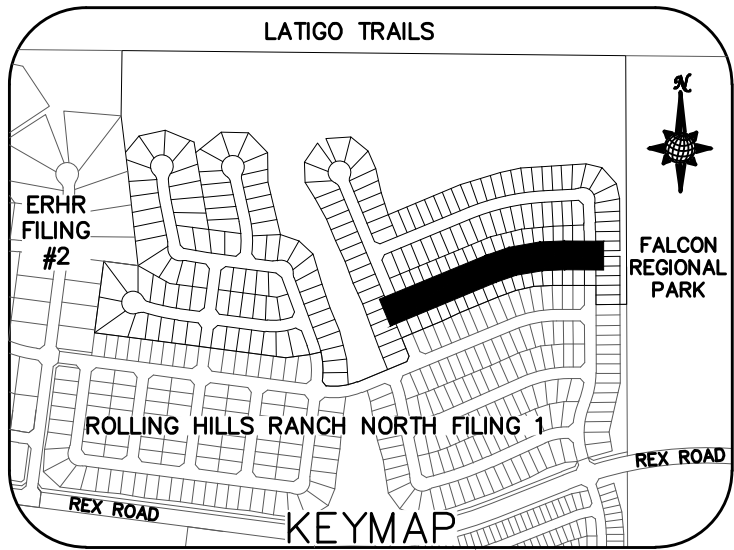 LATIGO TRAILS
N
ERHR
FILING
#2
FALCON
REGIONAL
PARK
ROLLING HILLS RANCH NORTH FILING 1
REX ROAD
REX ROAD
KEYMAP